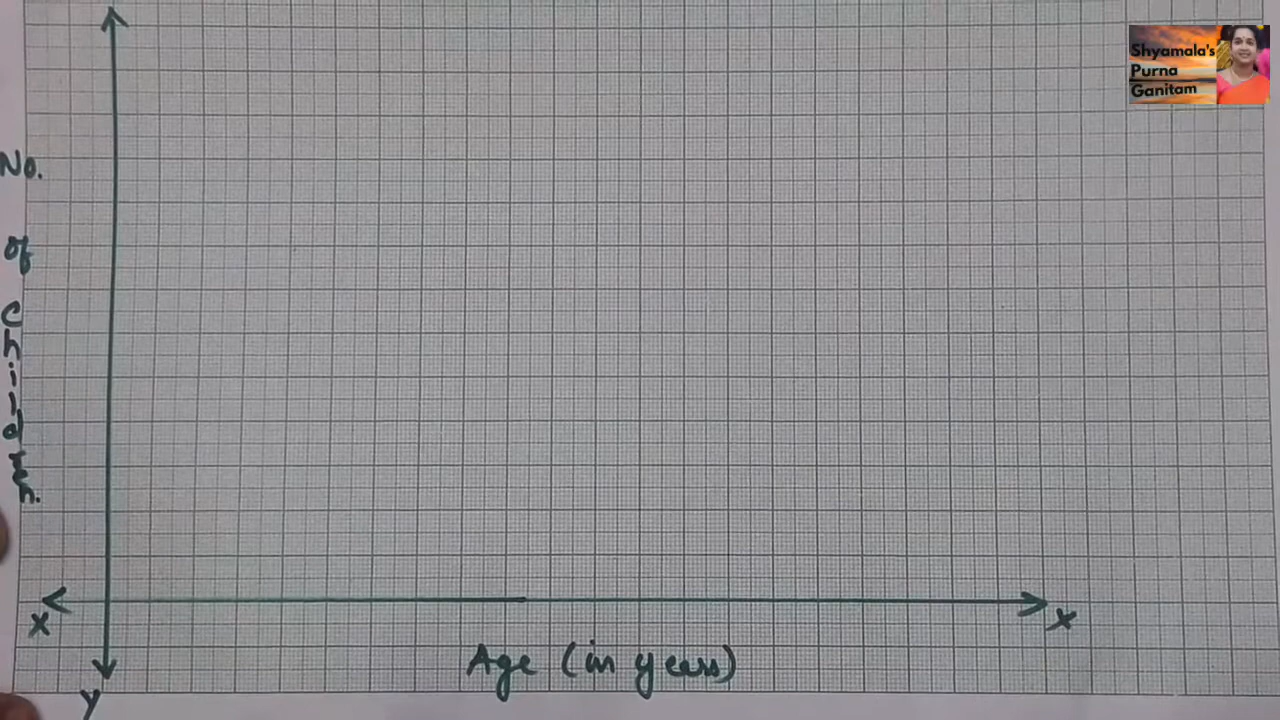 Shyamala's
Purna
Ganitam
No.
of
Children.
X
X
Age (in years)
y